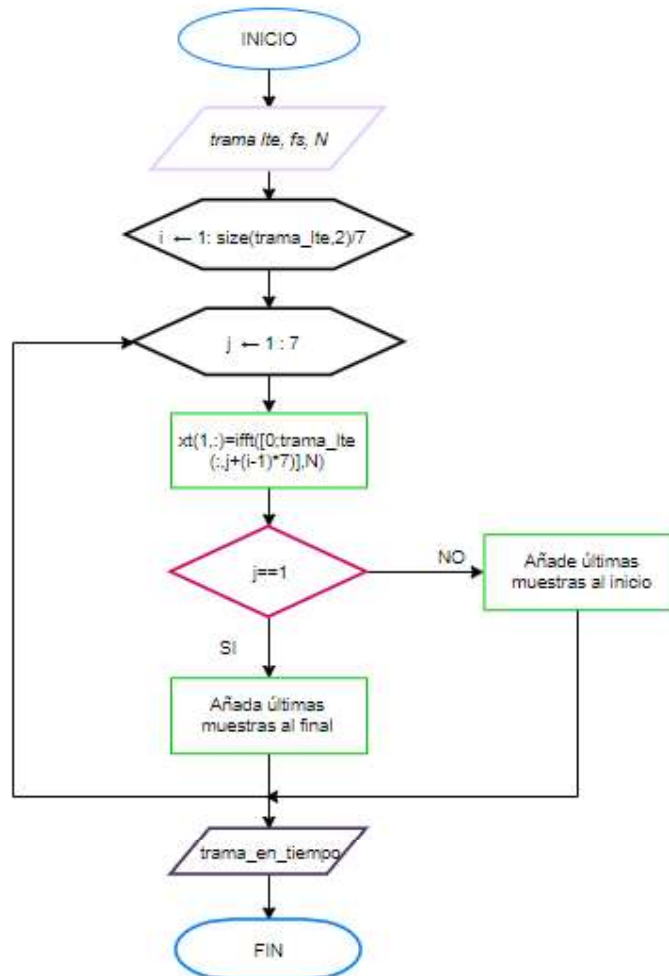 INICIO
trama lte, fs, N
i ← 1: size(trama_lte,2)/7
j ← 1 : 7
xt(1,:)=ifft([0;trama_lte
(:,j+(i-1)*7)],N)
j==1
NO
Añade últimas
muestras al inicio
SI
Añada últimas
muestras al final
trama_en_tiempo
FIN